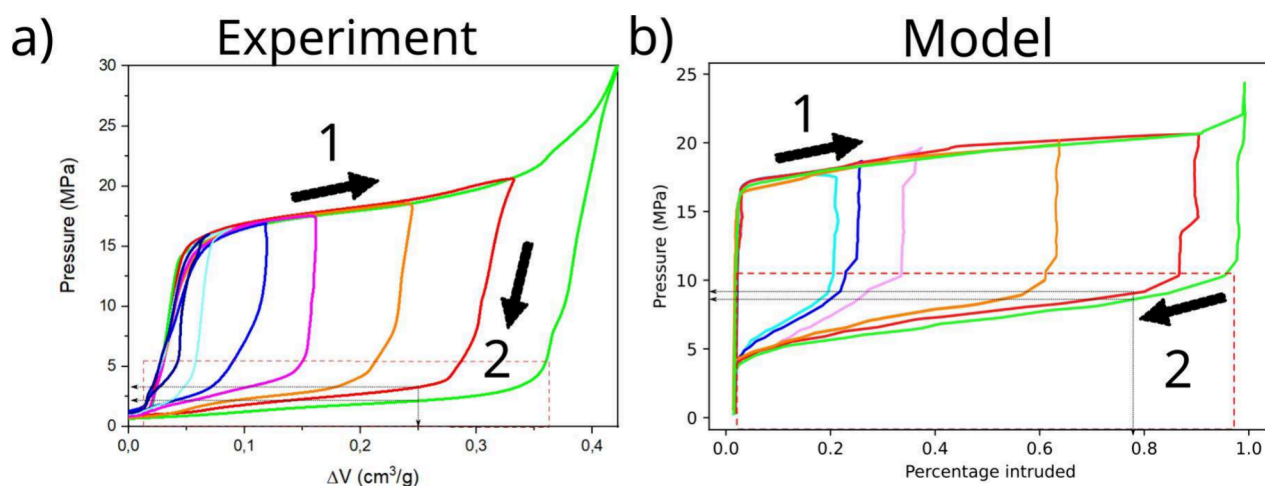 a) Experiment
30
25
20
15
10
5
0
Pressure (MPa)
1
2
0,0 0,1 0,2 0,3 0,4
ΔV (cm³/g)
b) Model
25
20
15
10
5
0
Pressure (MPa)
1
2
0.0 0.2 0.4 0.6 0.8 1.0
Percentage intruded